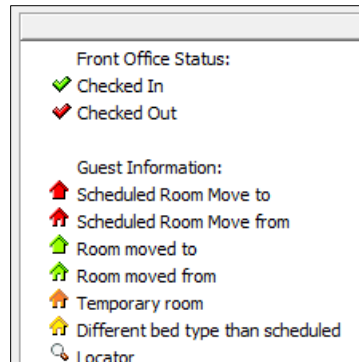 Front Office Status:
Checked In
Checked Out
Guest Information:
Scheduled Room Move to
Scheduled Room Move from
Room moved to
Room moved from
Temporary room
Different bed type than scheduled
Locator